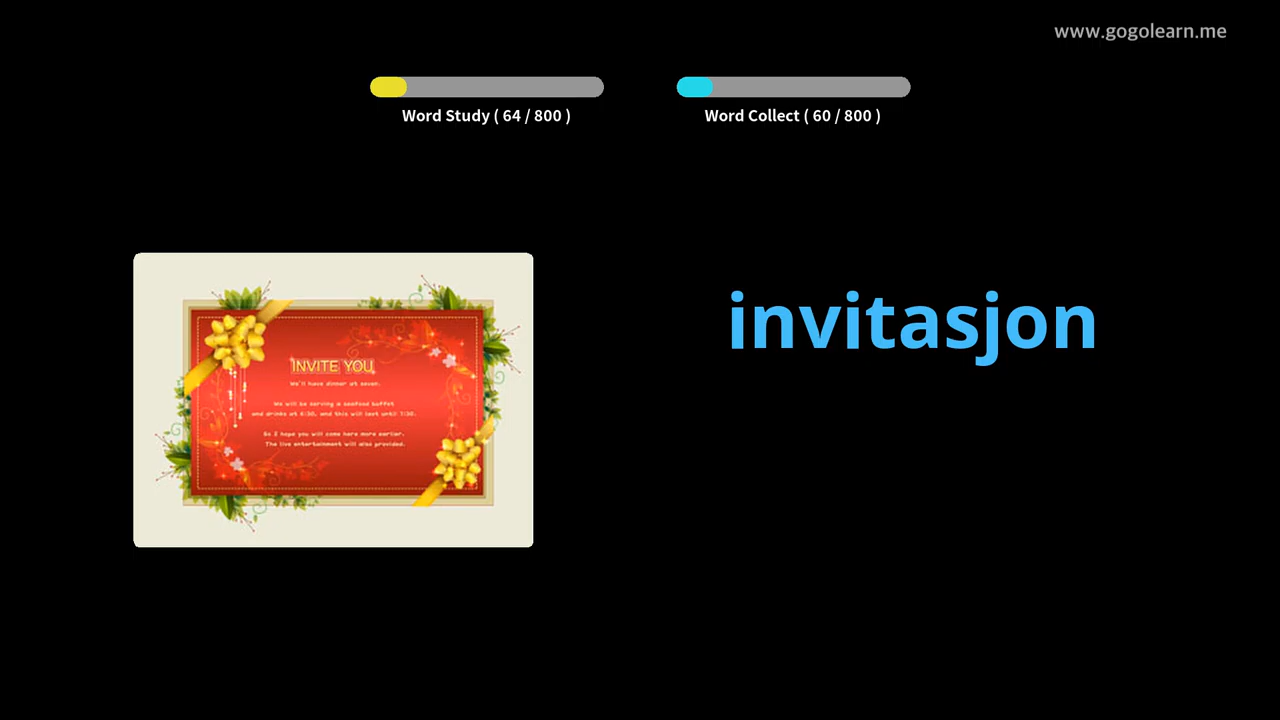 www.gogolearn.me
Word Study ( 64 / 800 )
Word Collect ( 60 / 800 )
invitasjon
INVITE YOU
We'll have dinner at seven.
We will be serving a seafood buffet
and drinks at 6:30, and this will last until 7:30.
So I hope you will come here more earlier.
The live entertainment will also provided.